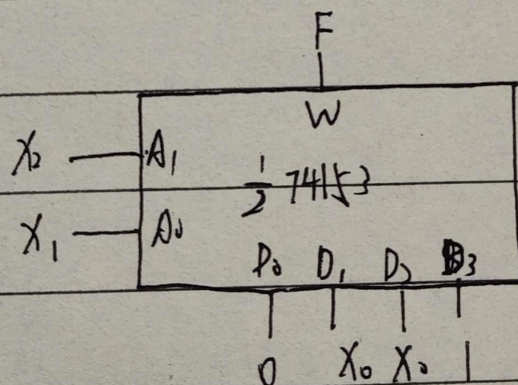 F
W
X₂ A₁
½ 74153
X₁ A₀
D₀ D₁ D₂ D₃
0 X₀ X₀ 1